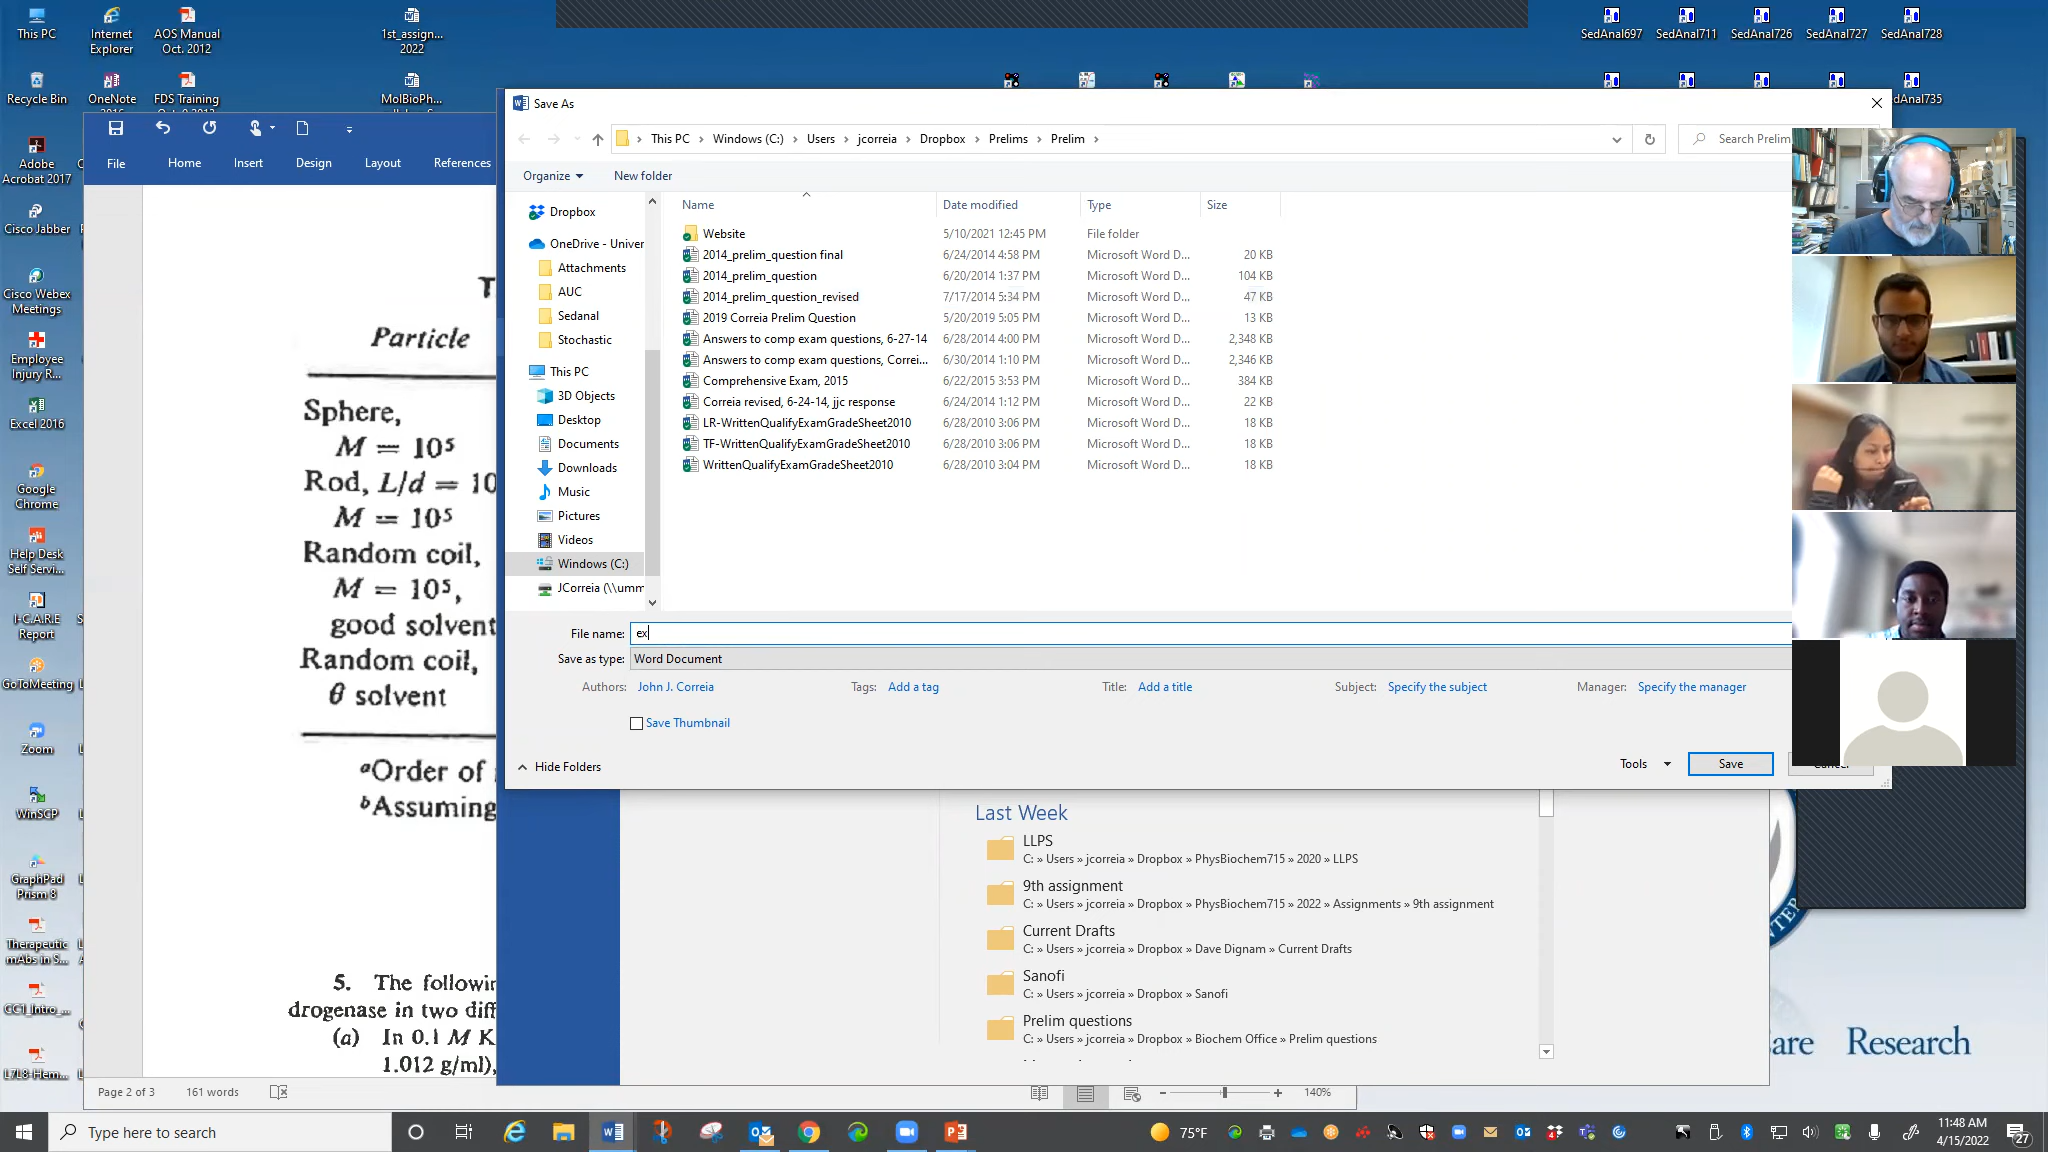 This PC
Internet Explorer
AOS Manual Oct. 2012
1st_assign... 2022
SedAnal697
SedAnal711
SedAnal726
SedAnal727
SedAnal728
Recycle Bin
OneNote 2016
FDS Training
MolBioPh...
dAnal735
Save As
This PC › Windows (C:) › Users › jcorreia › Dropbox › Prelims › Prelim ›
Search Prelim
File
Home
Insert
Design
Layout
References
Organize
New folder
Adobe Acrobat 2017
Cisco Jabber
Cisco Webex Meetings
Employee Injury R...
Excel 2016
Google Chrome
Help Desk Self Servi...
I-C.A.R.E Report
GoToMeeting
Zoom
WinSCP
GraphPad Prism 8
Therapeutic mAbs in S...
CC1_Intro_...
L7L8-Hem...
Dropbox
OneDrive - Univer
Attachments
AUC
Sedanal
Stochastic
This PC
3D Objects
Desktop
Documents
Downloads
Music
Pictures
Videos
Windows (C:)
JCorreia (\\umm
Name Date modified Type Size
Website 5/10/2021 12:45 PM File folder
2014_prelim_question final 6/24/2014 4:58 PM Microsoft Word D... 20 KB
2014_prelim_question 6/20/2014 1:37 PM Microsoft Word D... 104 KB
2014_prelim_question_revised 7/17/2014 5:34 PM Microsoft Word D... 47 KB
2019 Correia Prelim Question 5/20/2019 5:05 PM Microsoft Word D... 13 KB
Answers to comp exam questions, 6-27-14 6/28/2014 4:00 PM Microsoft Word D... 2,348 KB
Answers to comp exam questions, Correi... 6/30/2014 1:10 PM Microsoft Word D... 2,346 KB
Comprehensive Exam, 2015 6/22/2015 3:53 PM Microsoft Word D... 384 KB
Correia revised, 6-24-14, jjc response 6/24/2014 1:12 PM Microsoft Word D... 22 KB
LR-WrittenQualifyExamGradeSheet2010 6/28/2010 3:06 PM Microsoft Word D... 18 KB
TF-WrittenQualifyExamGradeSheet2010 6/28/2010 3:06 PM Microsoft Word D... 18 KB
WrittenQualifyExamGradeSheet2010 6/28/2010 3:04 PM Microsoft Word D... 18 KB
File name: ex
Save as type: Word Document
Authors: John J. Correia
Tags: Add a tag
Title: Add a title
Subject: Specify the subject
Manager: Specify the manager
Save Thumbnail
Hide Folders
Tools
Save
Particle
Sphere,
M = 10⁵
Rod, L/d = 10
M = 10⁵
Random coil,
M = 10⁵,
good solvent
Random coil,
θ solvent
ᵃOrder of
ᵇAssuming
5. The followin
drogenase in two diff
(a) In 0.1 M K
1.012 g/ml),
Last Week
LLPS
C: » Users » jcorreia » Dropbox » PhysBiochem715 » 2020 » LLPS
9th assignment
C: » Users » jcorreia » Dropbox » PhysBiochem715 » 2022 » Assignments » 9th assignment
Current Drafts
C: » Users » jcorreia » Dropbox » Dave Dignam » Current Drafts
Sanofi
C: » Users » jcorreia » Dropbox » Sanofi
Prelim questions
C: » Users » jcorreia » Dropbox » Biochem Office » Prelim questions
are Research
Page 2 of 3
161 words
140%
Type here to search
75°F
11:48 AM
4/15/2022
27